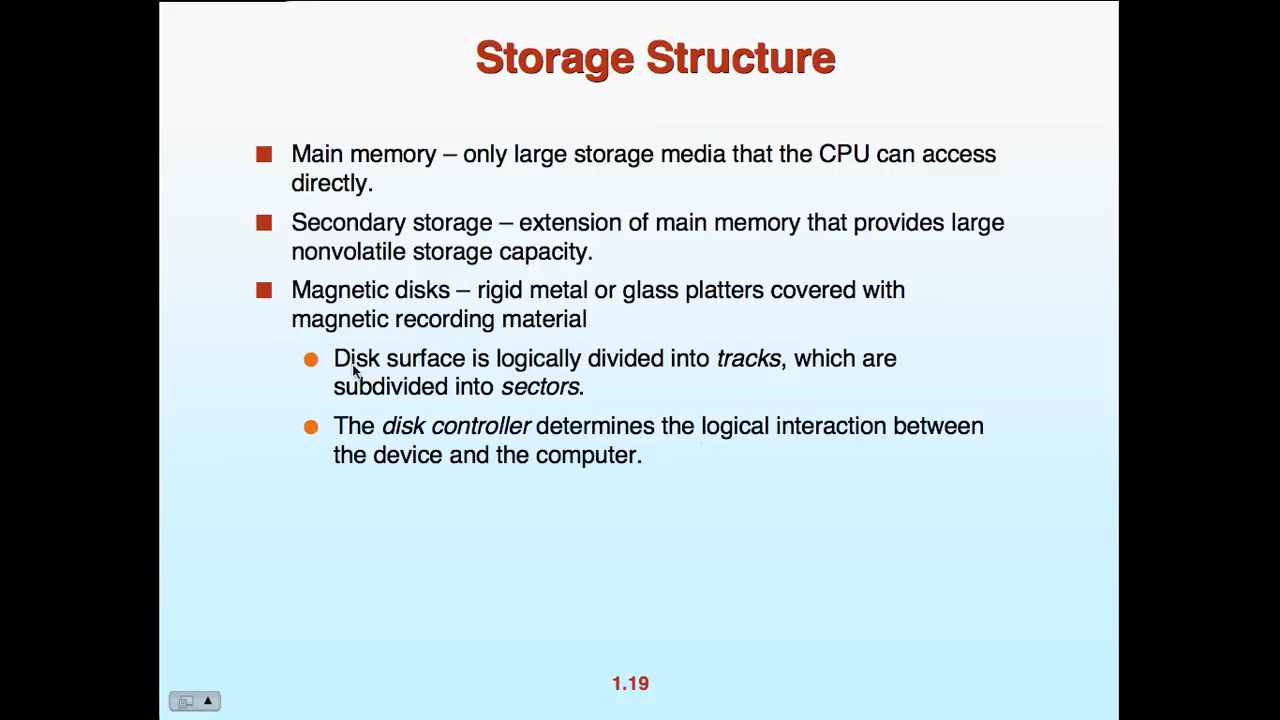 Storage Structure
Main memory – only large storage media that the CPU can access
directly.
Secondary storage – extension of main memory that provides large
nonvolatile storage capacity.
Magnetic disks – rigid metal or glass platters covered with
magnetic recording material
Disk surface is logically divided into tracks, which are
subdivided into sectors.
The disk controller determines the logical interaction between
the device and the computer.
1.19